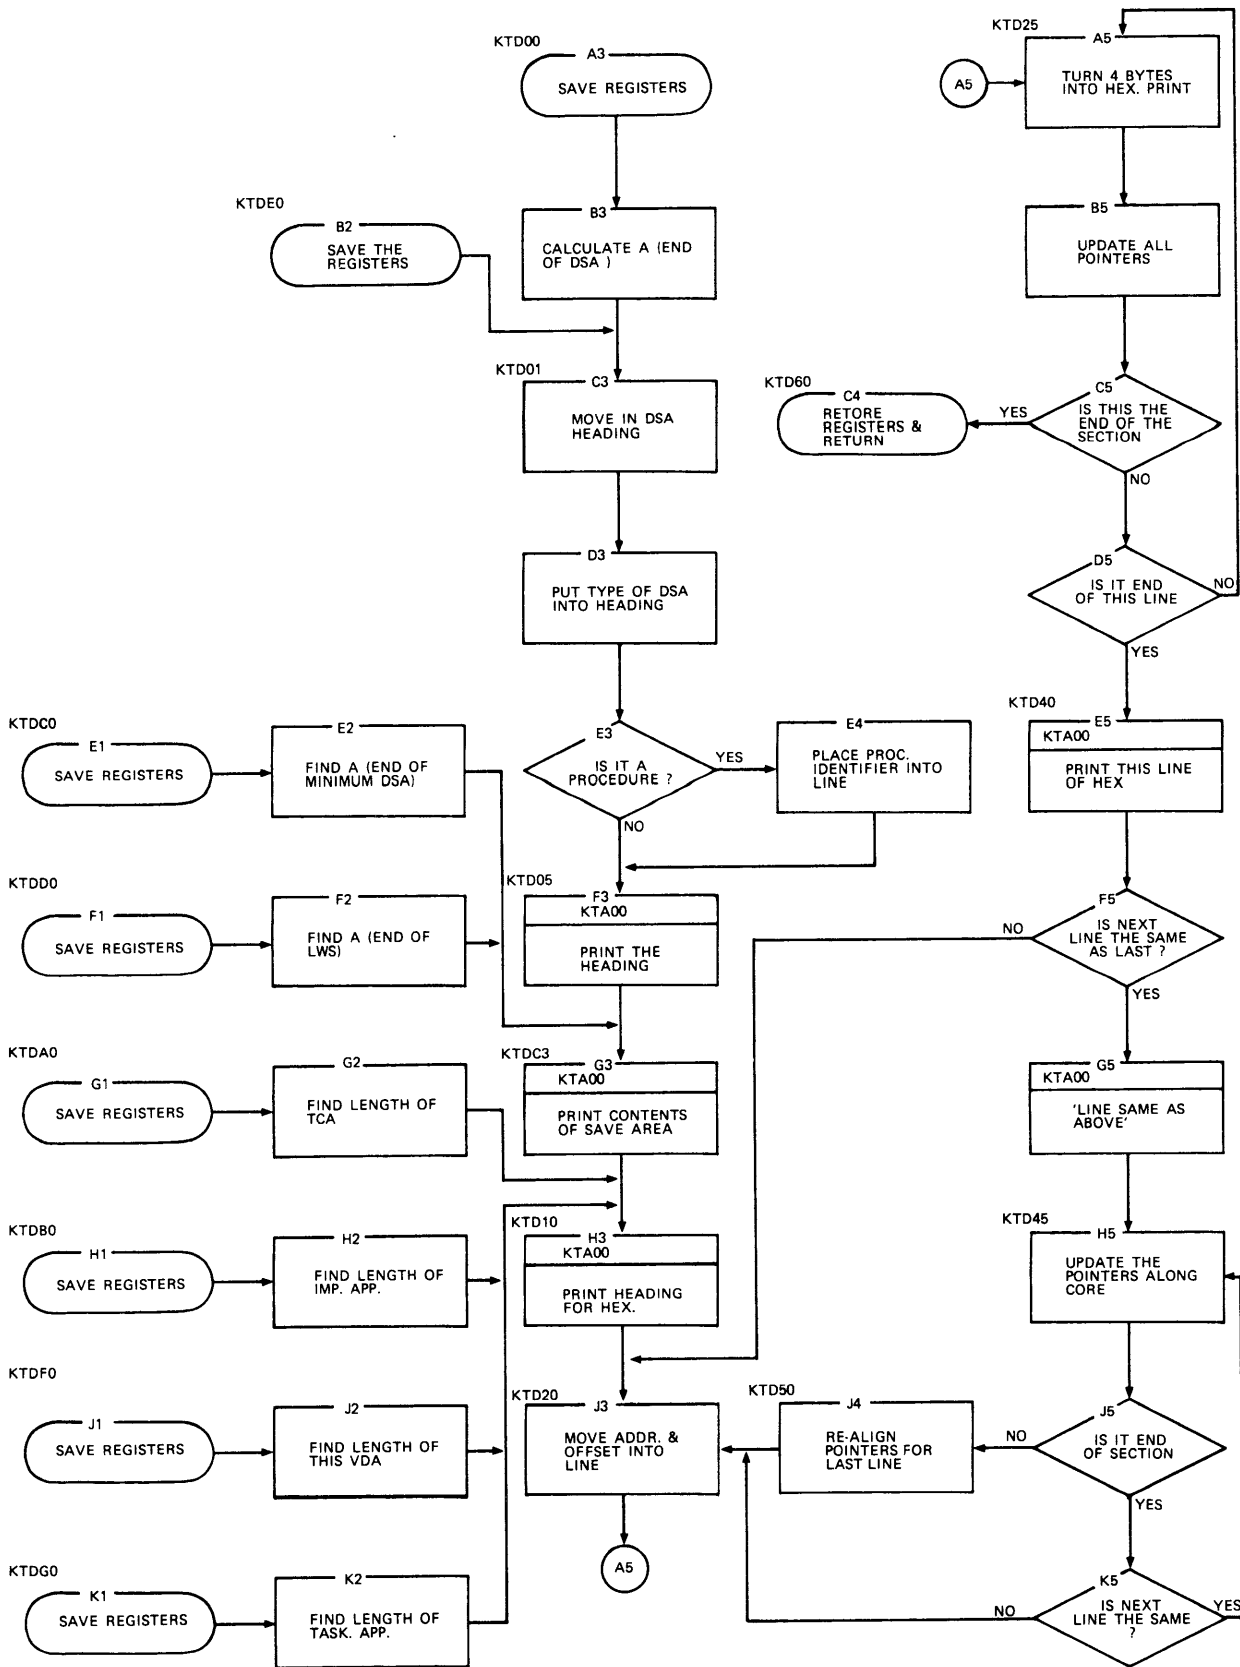 KTD00
A3
SAVE REGISTERS
KTDE0
B2
SAVE THE
REGISTERS
B3
CALCULATE A (END
OF DSA )
KTD01
C3
MOVE IN DSA
HEADING
D3
PUT TYPE OF DSA
INTO HEADING
E3
IS IT A
PROCEDURE ?
YES
NO
E4
PLACE PROC.
IDENTIFIER INTO
LINE
KTDC0
E1
SAVE REGISTERS
E2
FIND A (END OF
MINIMUM DSA)
KTDD0
F1
SAVE REGISTERS
F2
FIND A (END OF
LWS)
KTD05
F3
KTA00
PRINT THE
HEADING
KTDA0
G1
SAVE REGISTERS
G2
FIND LENGTH OF
TCA
KTDC3
G3
KTA00
PRINT CONTENTS
OF SAVE AREA
KTDB0
H1
SAVE REGISTERS
H2
FIND LENGTH OF
IMP. APP.
KTD10
H3
KTA00
PRINT HEADING
FOR HEX.
KTDF0
J1
SAVE REGISTERS
J2
FIND LENGTH OF
THIS VDA
KTD20
J3
MOVE ADDR. &
OFFSET INTO
LINE
A5
KTDG0
K1
SAVE REGISTERS
K2
FIND LENGTH OF
TASK. APP.
KTD25
A5
A5
TURN 4 BYTES
INTO HEX. PRINT
B5
UPDATE ALL
POINTERS
C5
IS THIS THE
END OF THE
SECTION
YES
NO
KTD60
C4
RETORE
REGISTERS &
RETURN
D5
IS IT END
OF THIS LINE
NO
YES
KTD40
E5
KTA00
PRINT THIS LINE
OF HEX
F5
IS NEXT
LINE THE SAME
AS LAST ?
NO
YES
G5
KTA00
'LINE SAME AS
ABOVE'
KTD45
H5
UPDATE THE
POINTERS ALONG
CORE
J5
IS IT END
OF SECTION
NO
YES
KTD50
J4
RE-ALIGN
POINTERS FOR
LAST LINE
K5
IS NEXT
LINE THE SAME
?
NO
YES